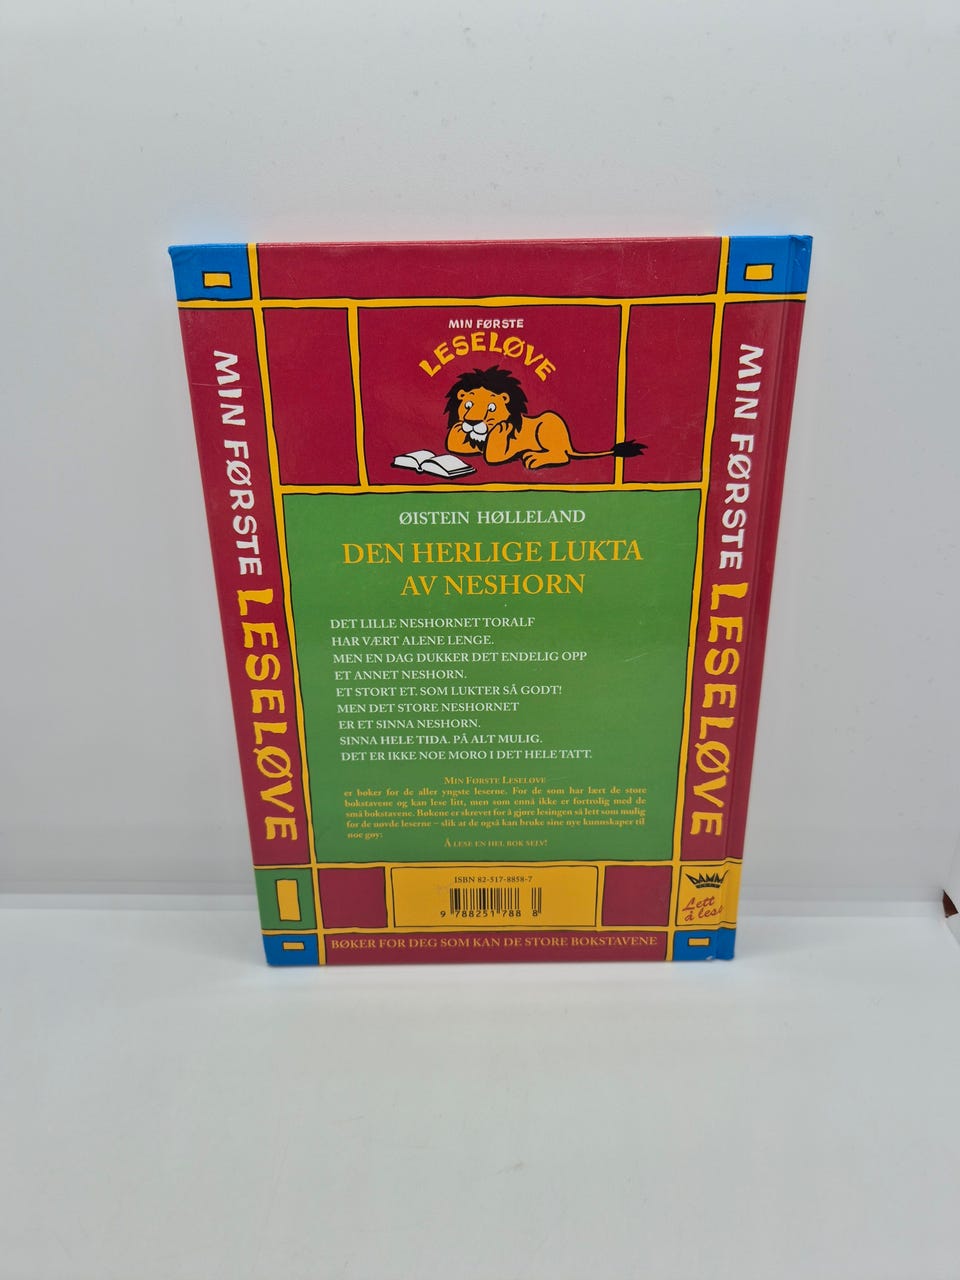 MIN FØRSTE
LESELØVE
MIN FØRSTE LESELØVE
MIN FØRSTE LESELØVE
ØISTEIN HØLLELAND
DEN HERLIGE LUKTA
AV NESHORN
DET LILLE NESHORNET TORALF
HAR VÆRT ALENE LENGE.
MEN EN DAG DUKKER DET ENDELIG OPP
ET ANNET NESHORN.
ET STORT ET. SOM LUKTER SÅ GODT!
MEN DET STORE NESHORNET
ER ET SINNA NESHORN.
SINNA HELE TIDA. PÅ ALT MULIG.
DET ER IKKE NOE MORO I DET HELE TATT.
MIN FØRSTE LESELØVE
er bøker for de aller yngste leserne. For de som har lært de store
bokstavene og kan lese litt, men som ennå ikke er fortrolig med de
små bokstavene. Bøkene er skrevet for å gjøre lesingen så lett som mulig
for de uøvde leserne – slik at de også kan bruke sine nye kunnskaper til
noe gøy:
Å LESE EN HEL BOK SELV!
ISBN 82-517-8858-7
9 788251 788 8
DAMM
Lett
å lese
BØKER FOR DEG SOM KAN DE STORE BOKSTAVENE